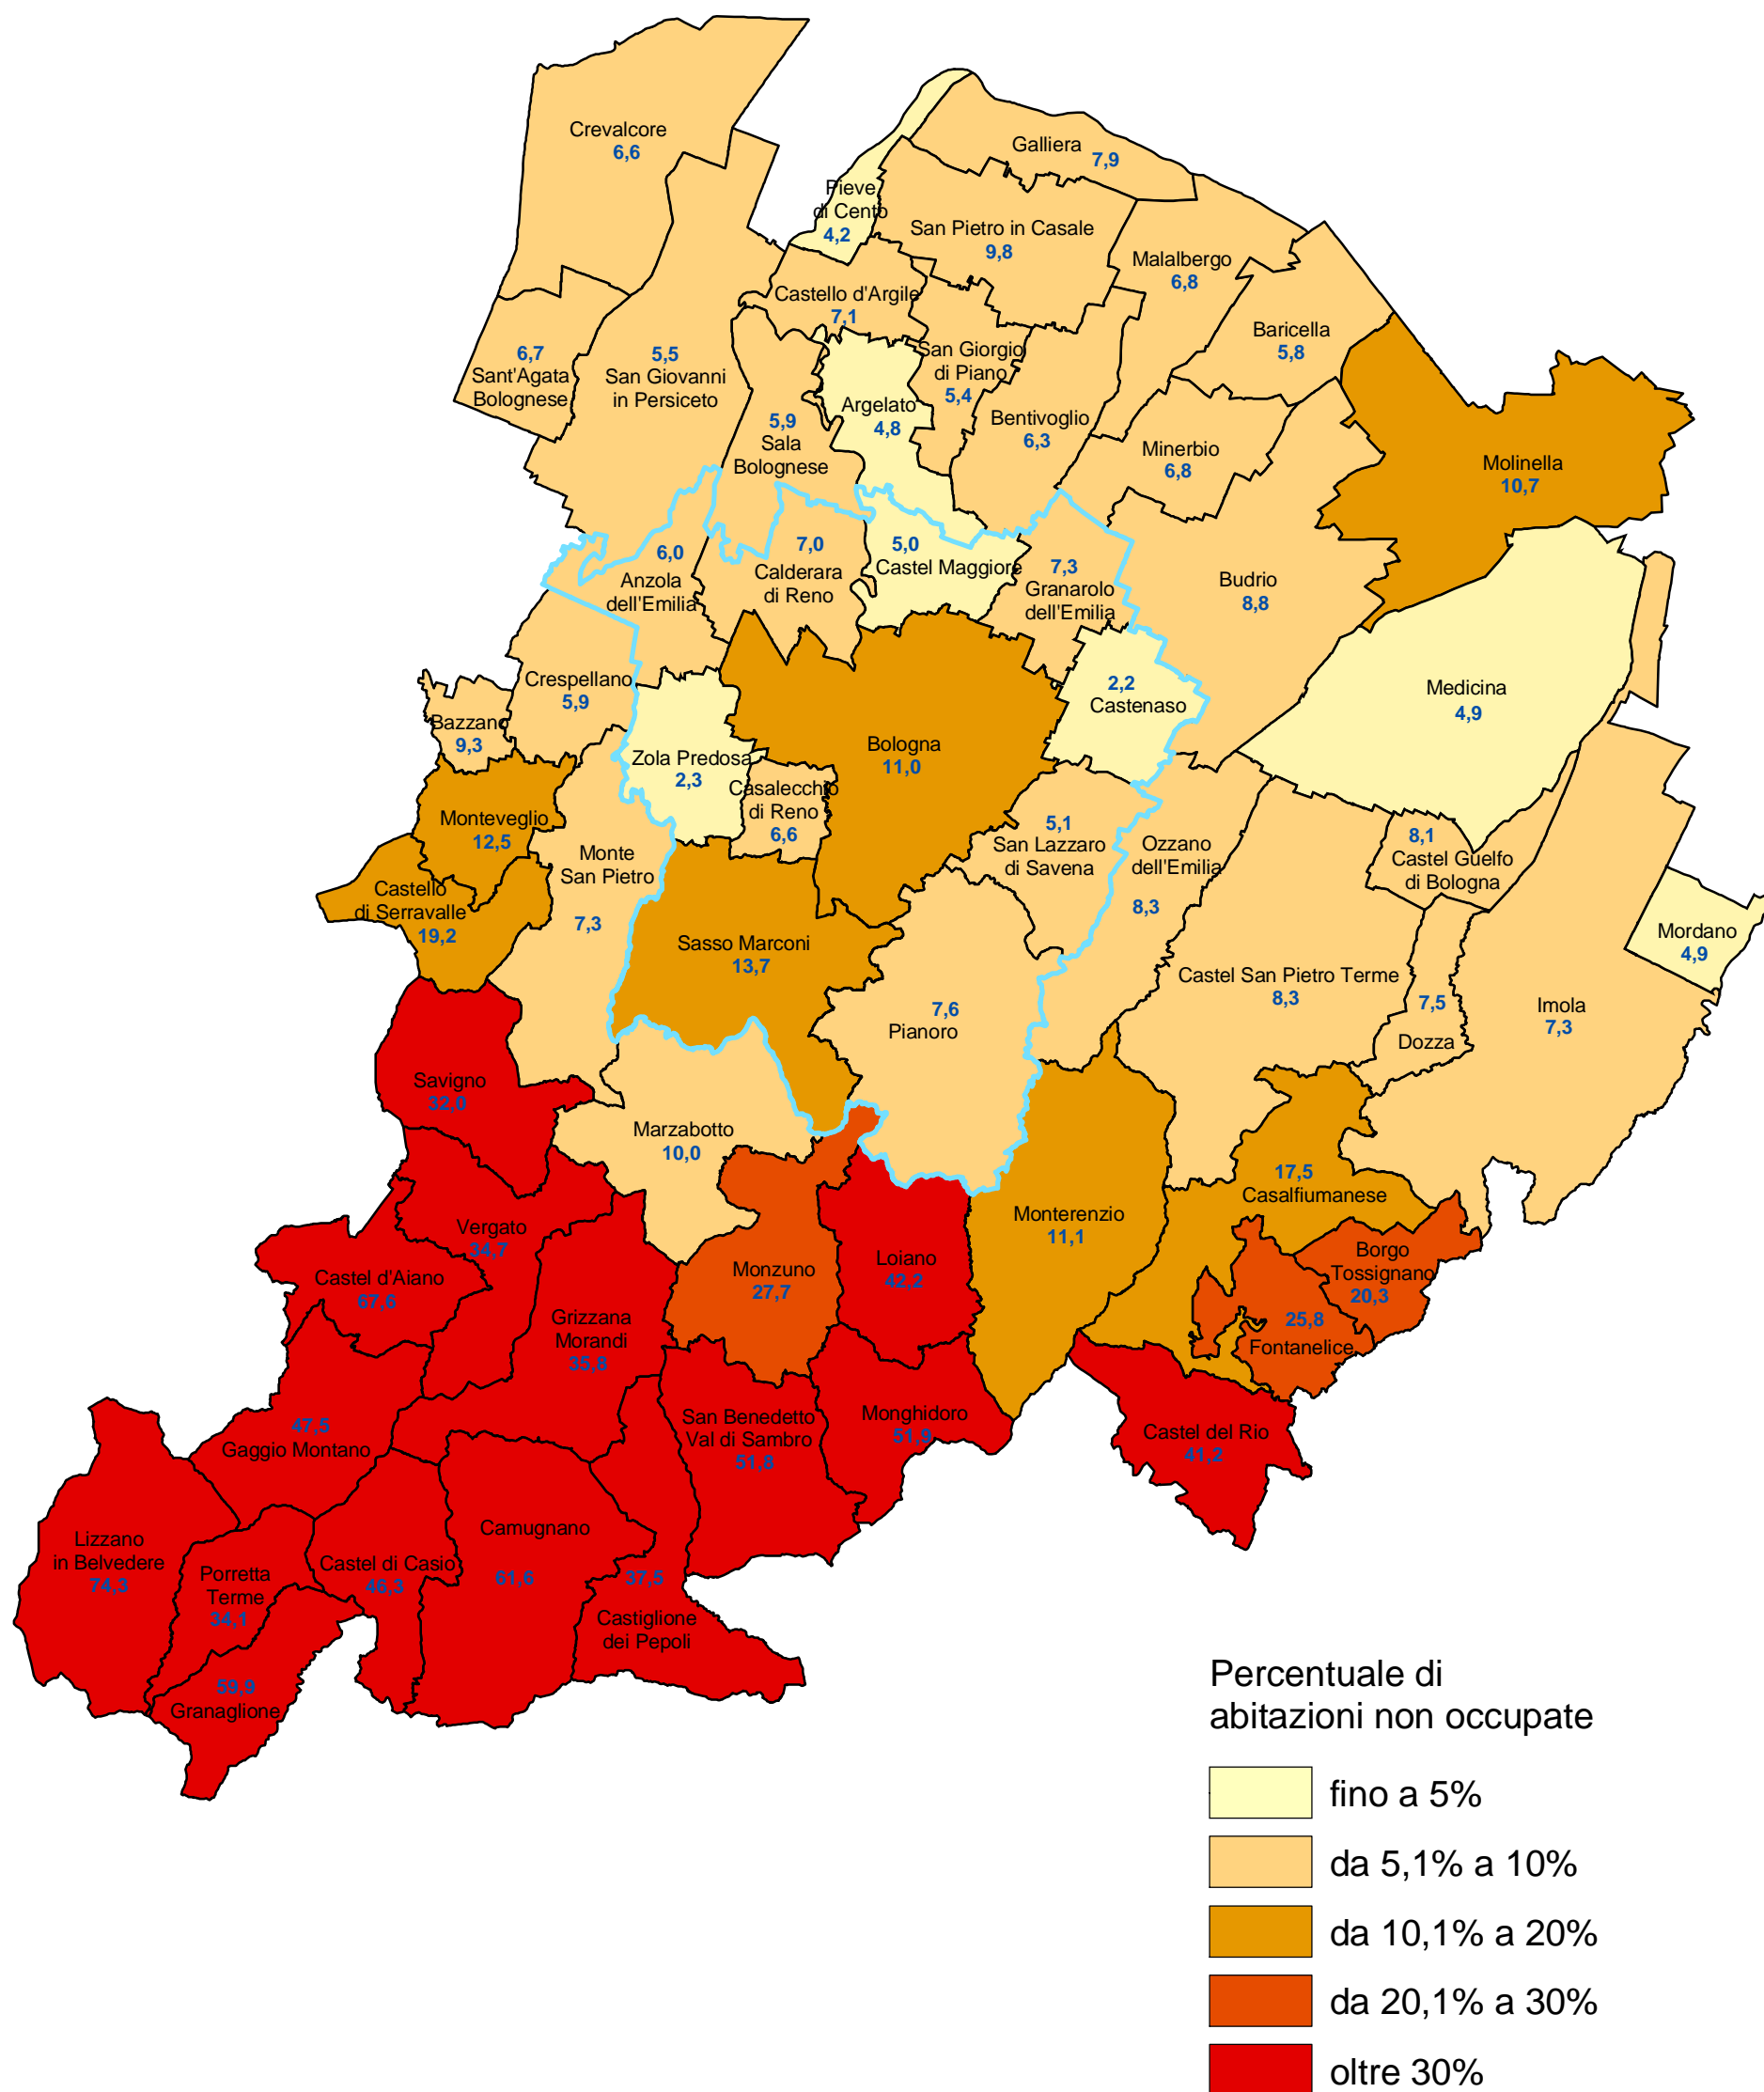 Crevalcore
6,6
Galliera
7,9
Pieve
di Cento
4,2
San Pietro in Casale
9,8
Malalbergo
6,8
Castello d'Argile
7,1
Baricella
5,8
6,7
Sant'Agata
Bolognese
5,5
San Giovanni
in Persiceto
San Giorgio
di Piano
5,4
Argelato
4,8
5,9
Sala
Bolognese
Bentivoglio
6,3
Minerbio
6,8
Molinella
10,7
6,0
Anzola
dell'Emilia
7,0
Calderara
di Reno
5,0
Castel Maggiore
7,3
Granarolo
dell'Emilia
Budrio
8,8
Crespellano
5,9
2,2
Castenaso
Medicina
4,9
Bazzano
9,3
Zola Predosa
2,3
Bologna
11,0
Casalecchio
di Reno
6,6
Monteveglio
12,5
Monte
San Pietro
7,3
5,1
San Lazzaro
di Savena
Ozzano
dell'Emilia
8,3
8,1
Castel Guelfo
di Bologna
Castello
di Serravalle
19,2
Sasso Marconi
13,7
Mordano
4,9
Castel San Pietro Terme
8,3
7,5
Dozza
Imola
7,3
7,6
Pianoro
Savigno
32,0
Marzabotto
10,0
17,5
Casalfiumanese
Vergato
34,7
Monterenzio
11,1
Castel d'Aiano
67,6
Monzuno
27,7
Loiano
42,2
Borgo
Tossignano
20,3
Grizzana
Morandi
35,8
25,8
Fontanelice
47,5
Gaggio Montano
San Benedetto
Val di Sambro
51,8
Monghidoro
51,9
Castel del Rio
41,2
Lizzano
in Belvedere
74,3
Porretta
Terme
34,1
Castel di Casio
46,3
Camugnano
61,6
37,5
Castiglione
dei Pepoli
59,9
Granaglione
Percentuale di
abitazioni non occupate
fino a 5%
da 5,1% a 10%
da 10,1% a 20%
da 20,1% a 30%
oltre 30%